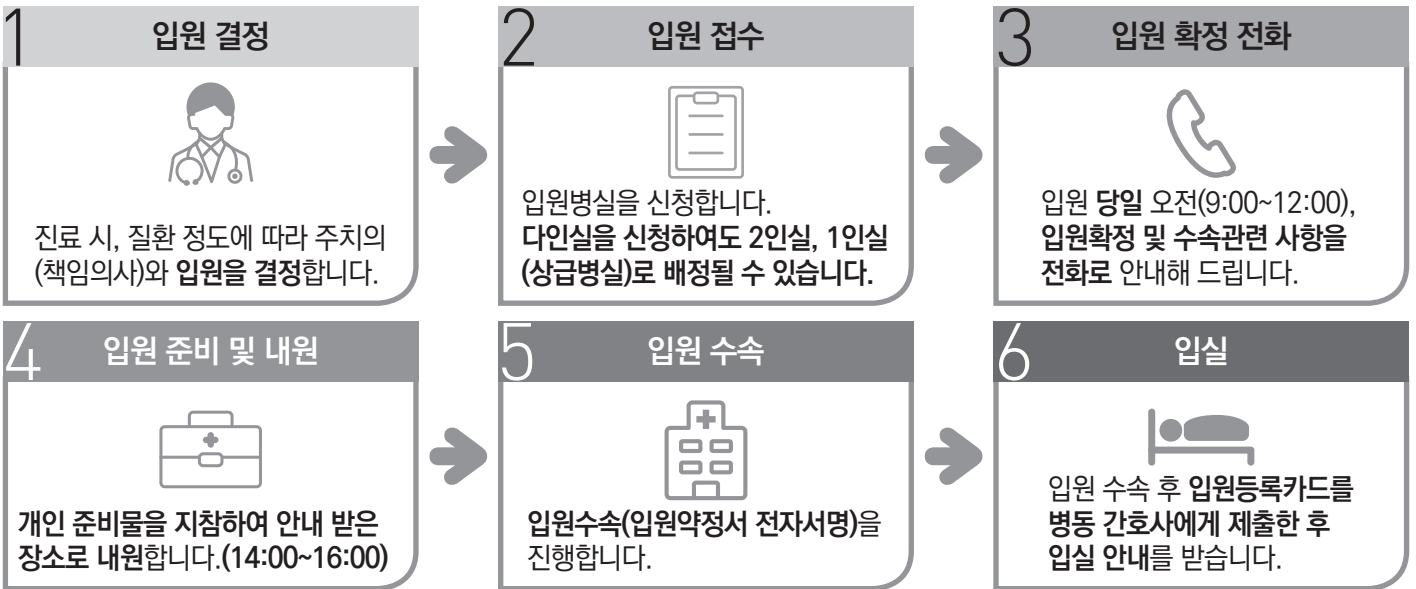 1 입원 결정
진료 시, 질환 정도에 따라 주치의
(책임의사)와 입원을 결정합니다.
2 입원 접수
입원병실을 신청합니다.
다인실을 신청하여도 2인실, 1인실
(상급병실)로 배정될 수 있습니다.
3 입원 확정 전화
입원 당일 오전(9:00~12:00),
입원확정 및 수속관련 사항을
전화로 안내해 드립니다.
4 입원 준비 및 내원
개인 준비물을 지참하여 안내 받은
장소로 내원합니다.(14:00~16:00)
5 입원 수속
입원수속(입원약정서 전자서명)을
진행합니다.
6 입실
입원 수속 후 입원등록카드를
병동 간호사에게 제출한 후
입실 안내를 받습니다.